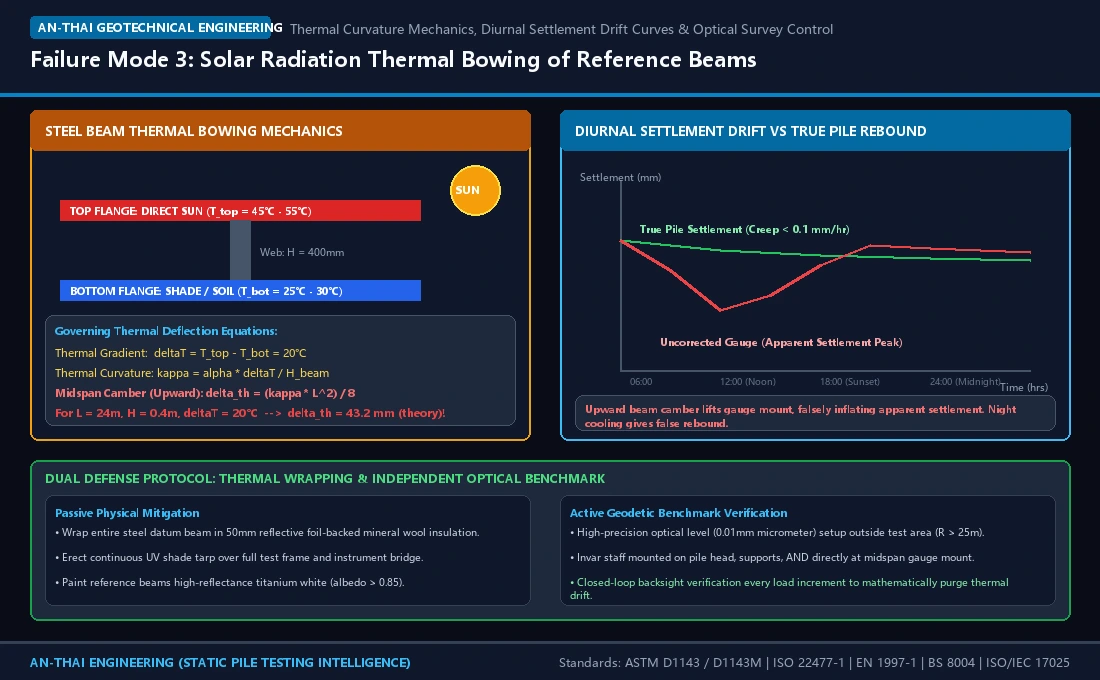 AN-THAI GEOTECHNICAL ENGINEERING
Thermal Curvature Mechanics, Diurnal Settlement Drift Curves & Optical Survey Control
Failure Mode 3: Solar Radiation Thermal Bowing of Reference Beams
STEEL BEAM THERMAL BOWING MECHANICS
SUN
TOP FLANGE: DIRECT SUN (T_top = 45°C - 55°C)
Web: H = 400mm
BOTTOM FLANGE: SHADE / SOIL (T_bot = 25°C - 30°C)
Governing Thermal Deflection Equations:
Thermal Gradient: deltaT = T_top - T_bot = 20°C
Thermal Curvature: kappa = alpha * deltaT / H_beam
Midspan Camber (Upward): delta_th = (kappa * L^2) / 8
For L = 24m, H = 0.4m, deltaT = 20°C --> delta_th = 43.2 mm (theory)!
DIURNAL SETTLEMENT DRIFT VS TRUE PILE REBOUND
Settlement (mm)
True Pile Settlement (Creep < 0.1 mm/hr)
Uncorrected Gauge (Apparent Settlement Peak)
06:00
12:00 (Noon)
18:00 (Sunset)
24:00 (Midnight)
Time (hrs)
Upward beam camber lifts gauge mount, falsely inflating apparent settlement. Night
cooling gives false rebound.
DUAL DEFENSE PROTOCOL: THERMAL WRAPPING & INDEPENDENT OPTICAL BENCHMARK
Passive Physical Mitigation
• Wrap entire steel datum beam in 50mm reflective foil-backed mineral wool insulation.
• Erect continuous UV shade tarp over full test frame and instrument bridge.
• Paint reference beams high-reflectance titanium white (albedo > 0.85).
Active Geodetic Benchmark Verification
• High-precision optical level (0.01mm micrometer) setup outside test area (R > 25m).
• Invar staff mounted on pile head, supports, AND directly at midspan gauge mount.
• Closed-loop backsight verification every load increment to mathematically purge thermal
drift.
AN-THAI ENGINEERING (STATIC PILE TESTING INTELLIGENCE)
Standards: ASTM D1143 / D1143M | ISO 22477-1 | EN 1997-1 | BS 8004 | ISO/IEC 17025